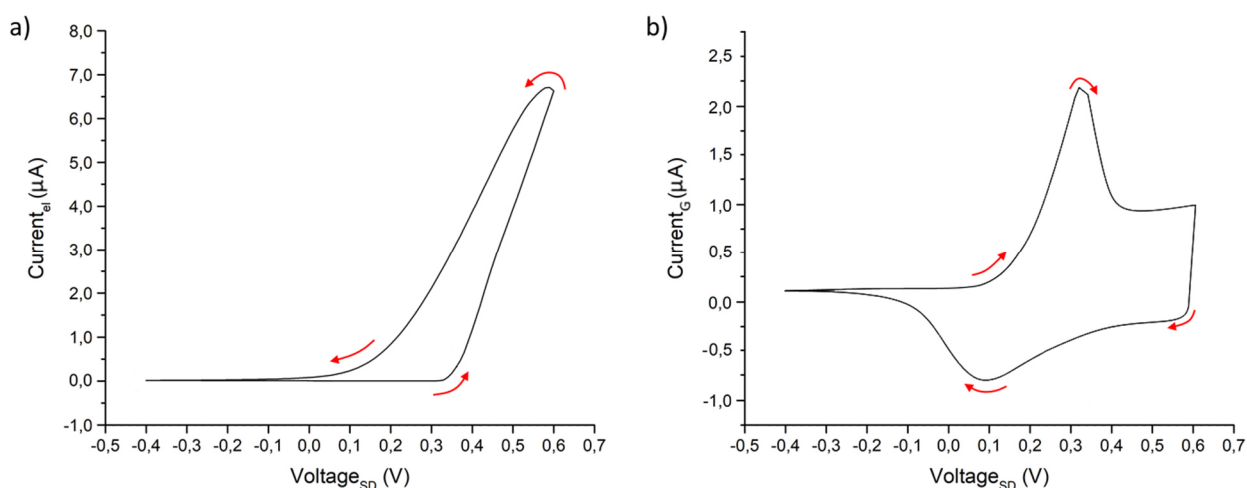 a)
8,0
7,0
6,0
5,0
4,0
3,0
2,0
1,0
0,0
-1,0
Current_el (µA)
-0,5 -0,4 -0,3 -0,2 -0,1 0,0 0,1 0,2 0,3 0,4 0,5 0,6 0,7
Voltage_SD (V)
b)
2,5
2,0
1,5
1,0
0,5
0,0
-0,5
-1,0
Current_G (µA)
-0,5 -0,4 -0,3 -0,2 -0,1 0,0 0,1 0,2 0,3 0,4 0,5 0,6 0,7
Voltage_SD (V)